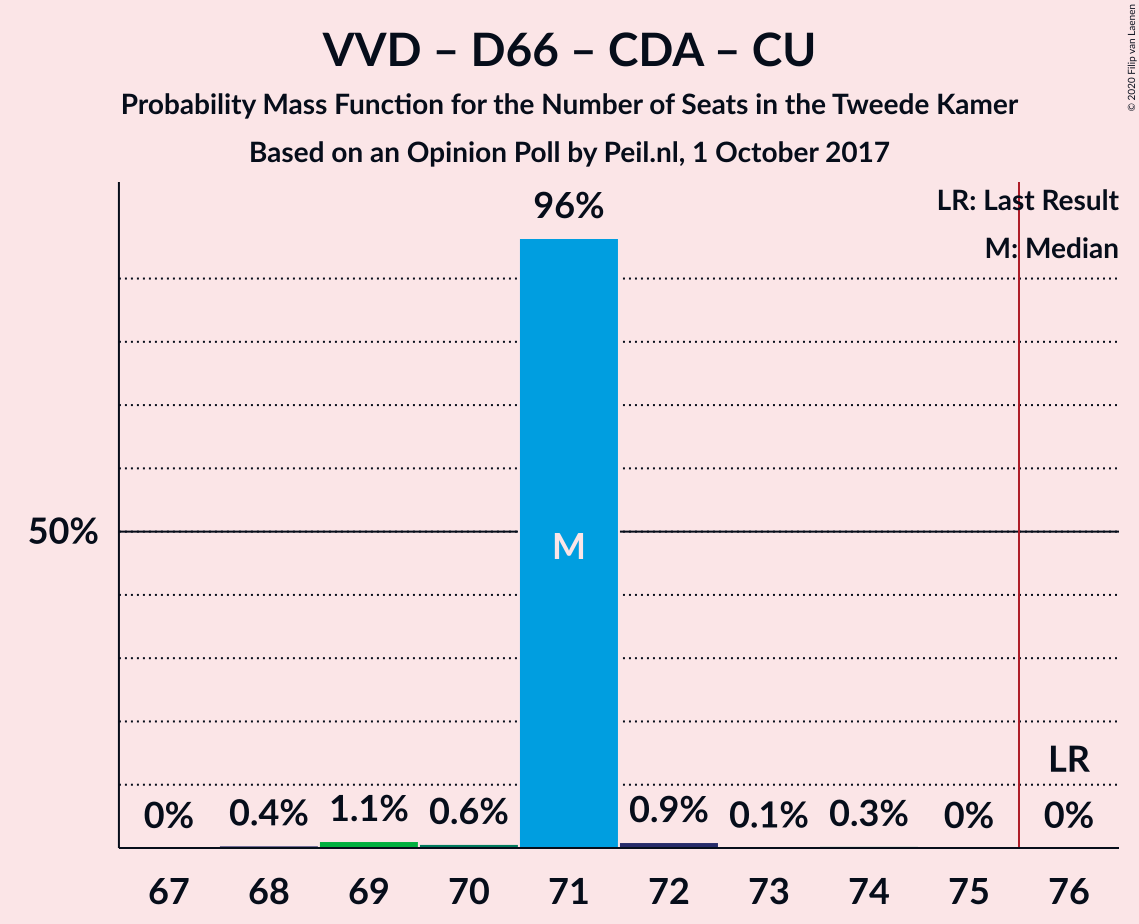 VVD – D66 – CDA – CU
Probability Mass Function for the Number of Seats in the Tweede Kamer
Based on an Opinion Poll by Peil.nl, 1 October 2017
© 2020 Filip van Laenen
LR: Last Result
M: Median
96%
50%
M
LR
0% 0.4% 1.1% 0.6% 0.9% 0.1% 0.3% 0% 0%
67 68 69 70 71 72 73 74 75 76